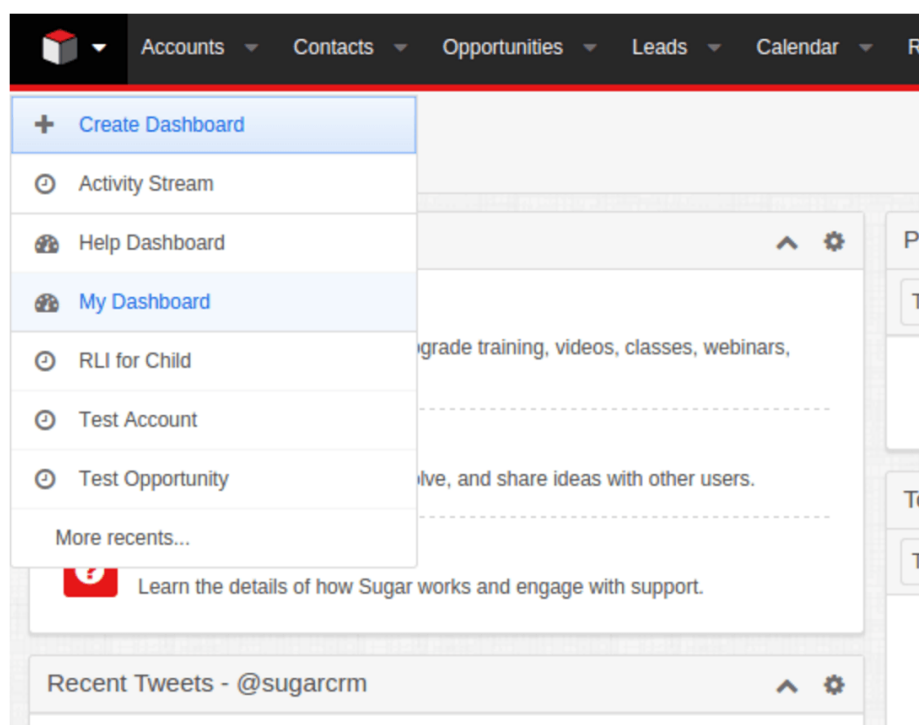 Accounts Contacts Opportunities Leads Calendar
Create Dashboard
Activity Stream
Help Dashboard
My Dashboard
RLI for Child
Test Account
Test Opportunity
More recents...
training, videos, classes, webinars,
and share ideas with other users.
Learn the details of how Sugar works and engage with support.
Recent Tweets - @sugarcrm